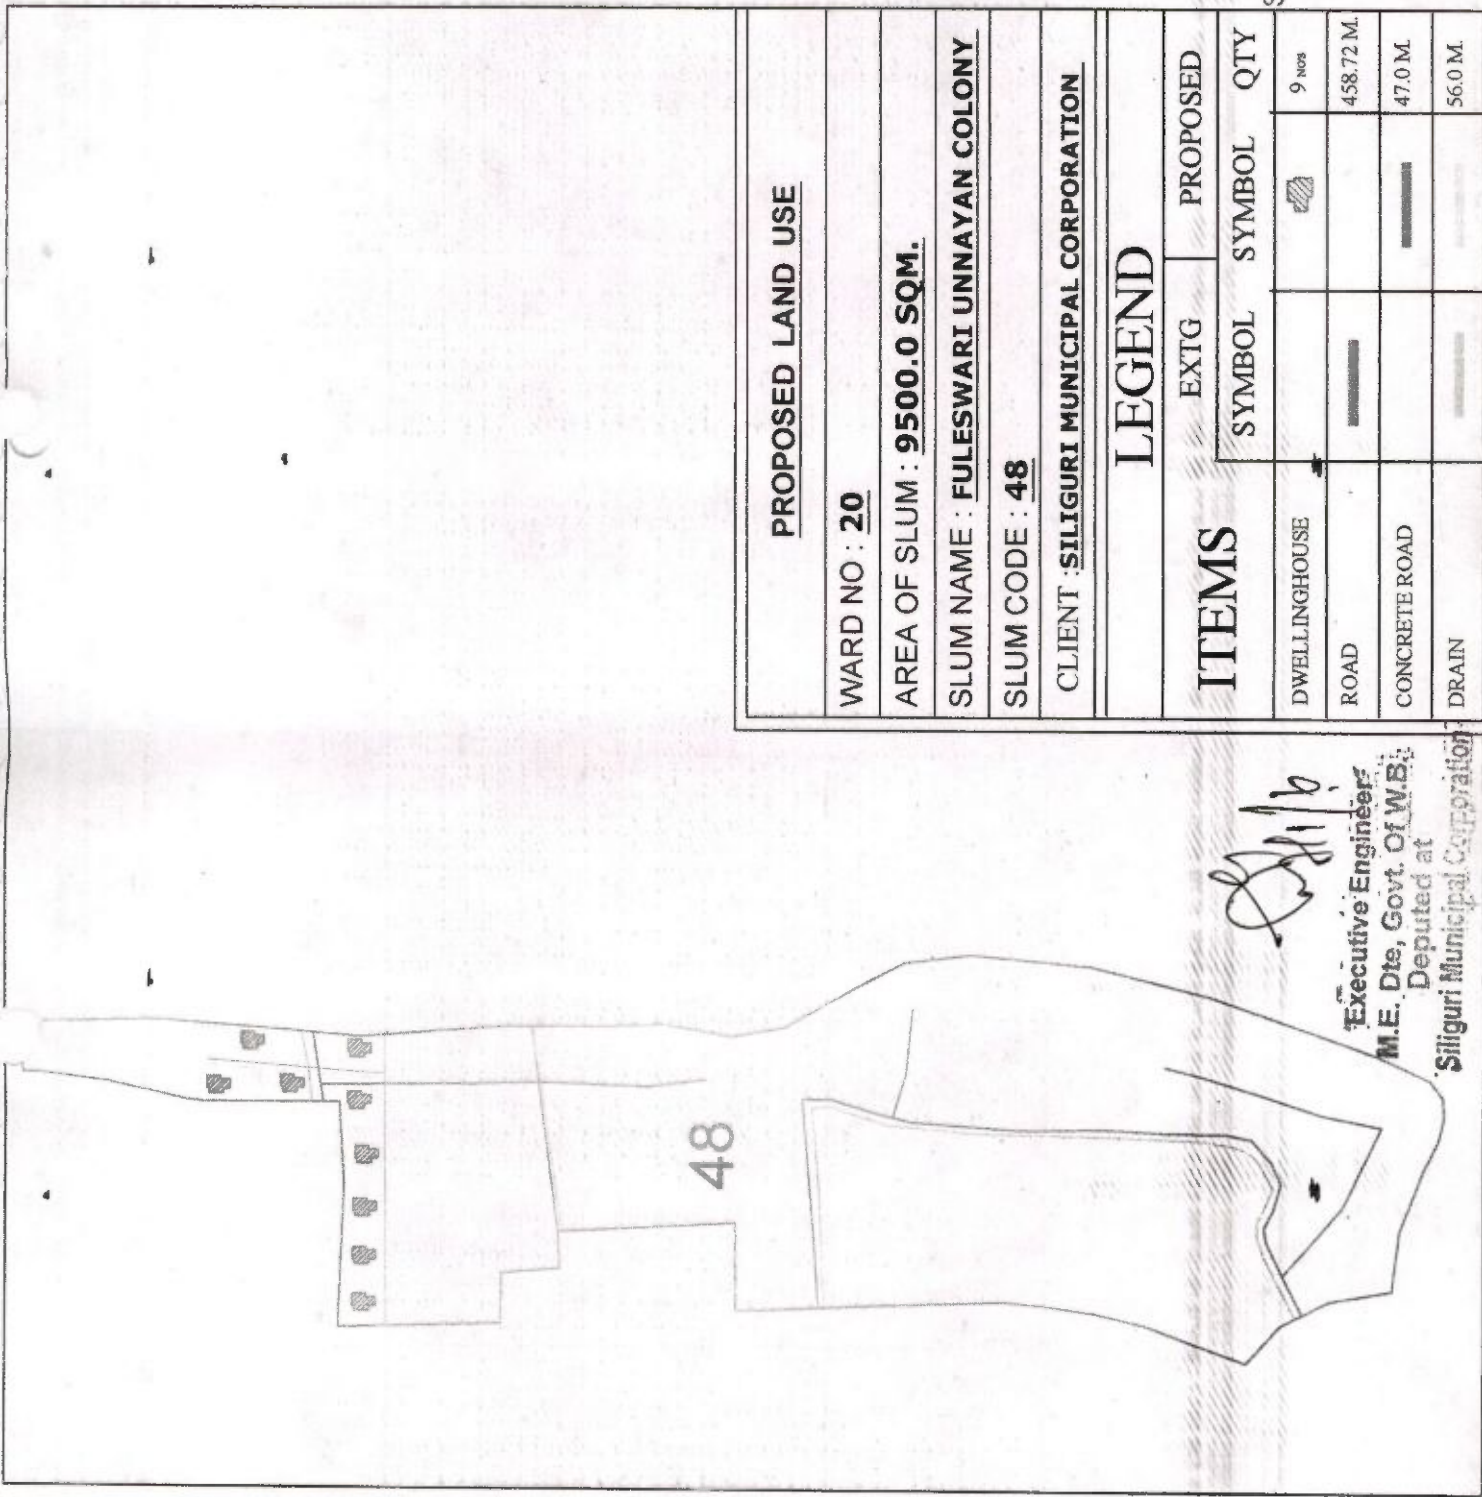 PROPOSED LAND USE
WARD NO : 20
AREA OF SLUM : 9500.0 SQM.
SLUM NAME : FULESWARI UNNAYAN COLONY
SLUM CODE : 48
CLIENT :SILIGURI MUNICIPAL CORPORATION
LEGEND
ITEMS EXTG PROPOSED
SYMBOL SYMBOL QTY
DWELLINGHOUSE 9 NOS
ROAD 458.72 M.
CONCRETE ROAD 47.0 M.
DRAIN 56.0 M.
48
Executive Engineer
M.E. Dte, Govt. Of W.B.
Deputed at
Siliguri Municipal Corporation